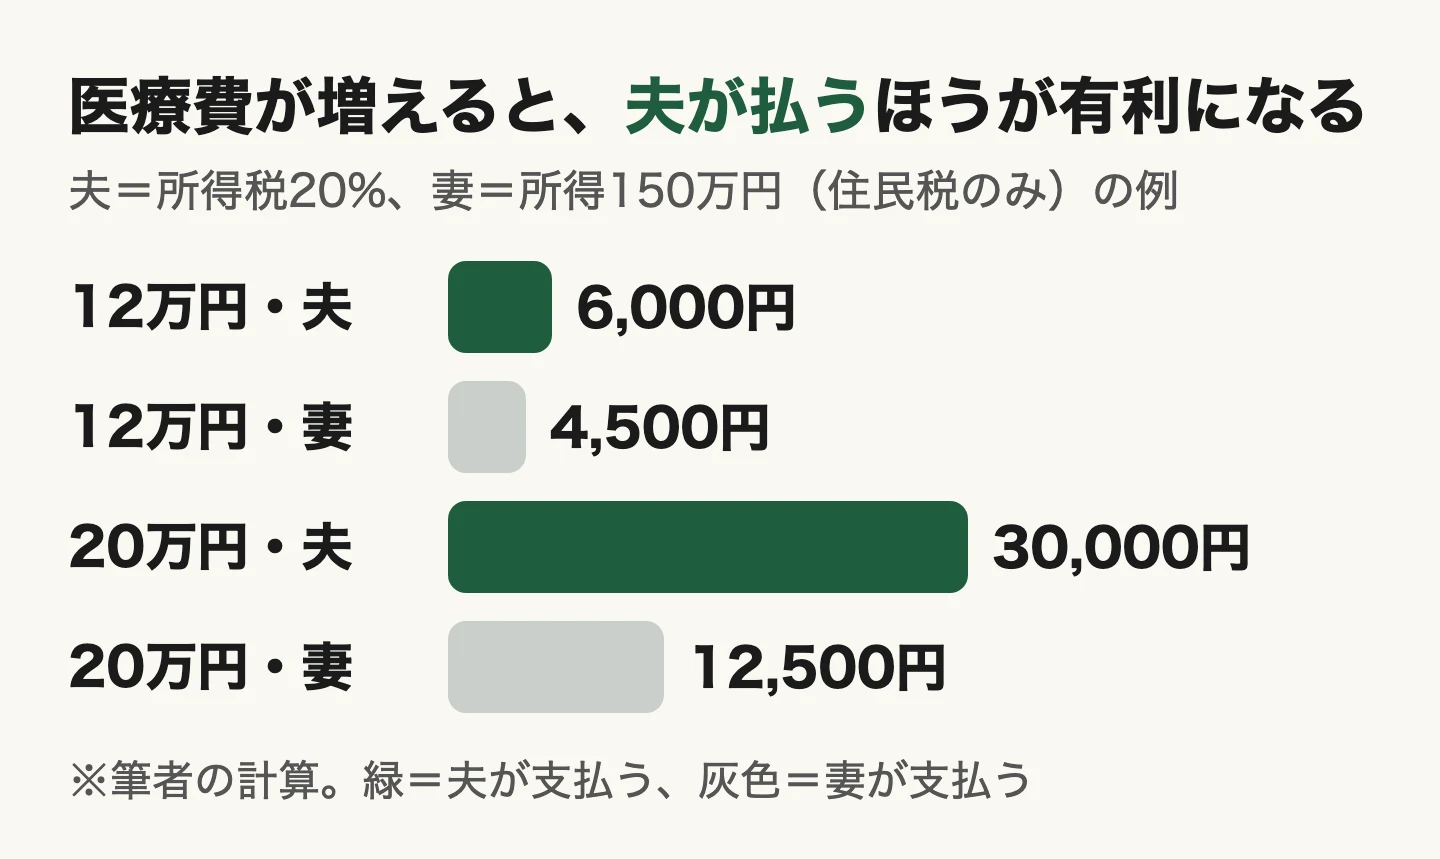 医療費が増えると、夫が払うほうが有利になる
夫＝所得税20%、妻＝所得150万円（住民税のみ）の例
12万円・夫 6,000円
12万円・妻 4,500円
20万円・夫 30,000円
20万円・妻 12,500円
※筆者の計算。緑＝夫が支払う、灰色＝妻が支払う